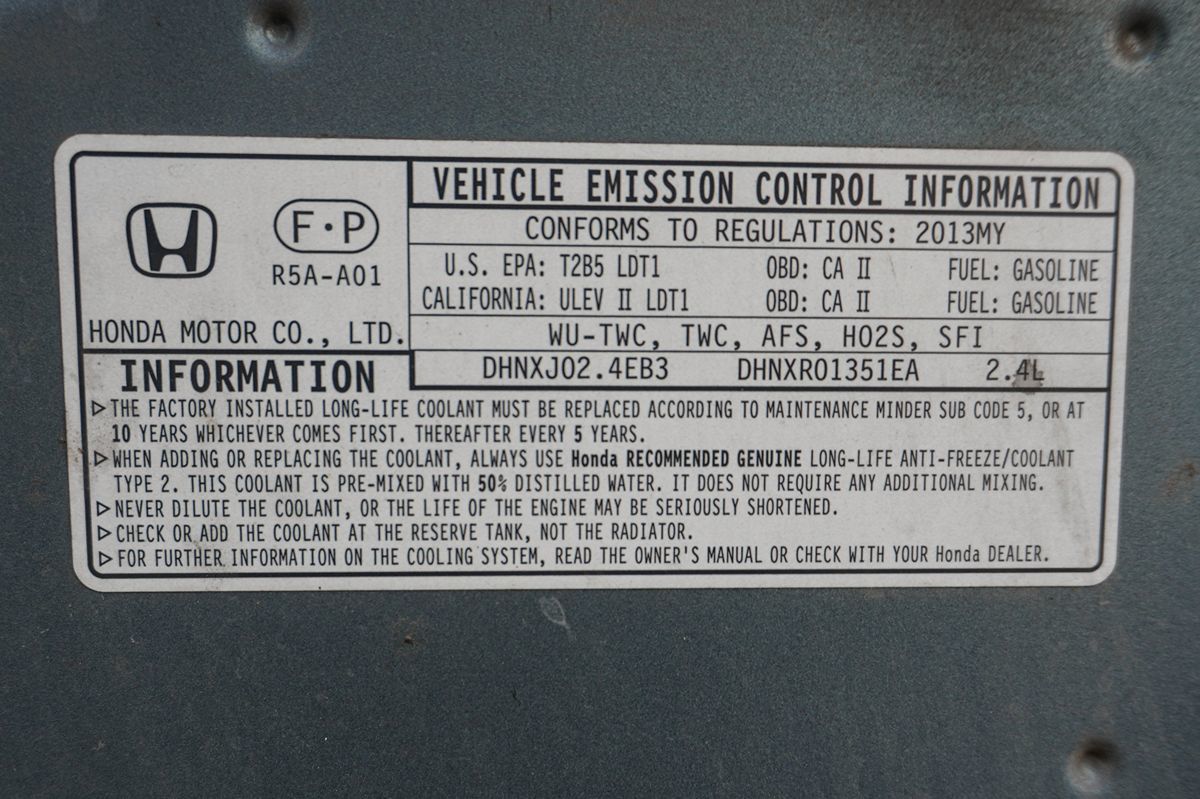 F·P
R5A-A01
HONDA MOTOR CO., LTD.
VEHICLE EMISSION CONTROL INFORMATION
CONFORMS TO REGULATIONS: 2013MY
U.S. EPA: T2B5 LDT1 OBD: CA II FUEL: GASOLINE
CALIFORNIA: ULEV II LDT1 OBD: CA II FUEL: GASOLINE
WU-TWC, TWC, AFS, HO2S, SFI
DHNXJ02.4EB3 DHNXR01351EA 2.4L
INFORMATION
▷THE FACTORY INSTALLED LONG-LIFE COOLANT MUST BE REPLACED ACCORDING TO MAINTENANCE MINDER SUB CODE 5, OR AT
10 YEARS WHICHEVER COMES FIRST. THEREAFTER EVERY 5 YEARS.
▷WHEN ADDING OR REPLACING THE COOLANT, ALWAYS USE Honda RECOMMENDED GENUINE LONG-LIFE ANTI-FREEZE/COOLANT
TYPE 2. THIS COOLANT IS PRE-MIXED WITH 50% DISTILLED WATER. IT DOES NOT REQUIRE ANY ADDITIONAL MIXING.
▷NEVER DILUTE THE COOLANT, OR THE LIFE OF THE ENGINE MAY BE SERIOUSLY SHORTENED.
▷CHECK OR ADD THE COOLANT AT THE RESERVE TANK, NOT THE RADIATOR.
▷FOR FURTHER INFORMATION ON THE COOLING SYSTEM, READ THE OWNER'S MANUAL OR CHECK WITH YOUR Honda DEALER.